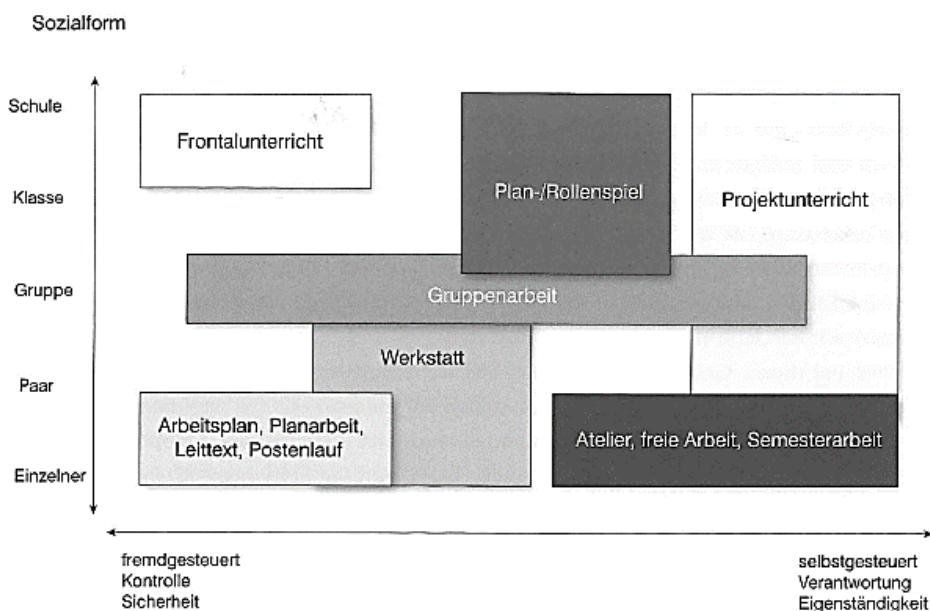 Sozialform
Schule
Frontalunterricht
Klasse
Plan-/Rollenspiel
Projektunterricht
Gruppe
Gruppenarbeit
Werkstatt
Paar
Arbeitsplan, Planarbeit,
Leittext, Postenlauf
Atelier, freie Arbeit, Semesterarbeit
Einzelner
fremdgesteuert
Kontrolle
Sicherheit
selbstgesteuert
Verantwortung
Eigenständigkeit